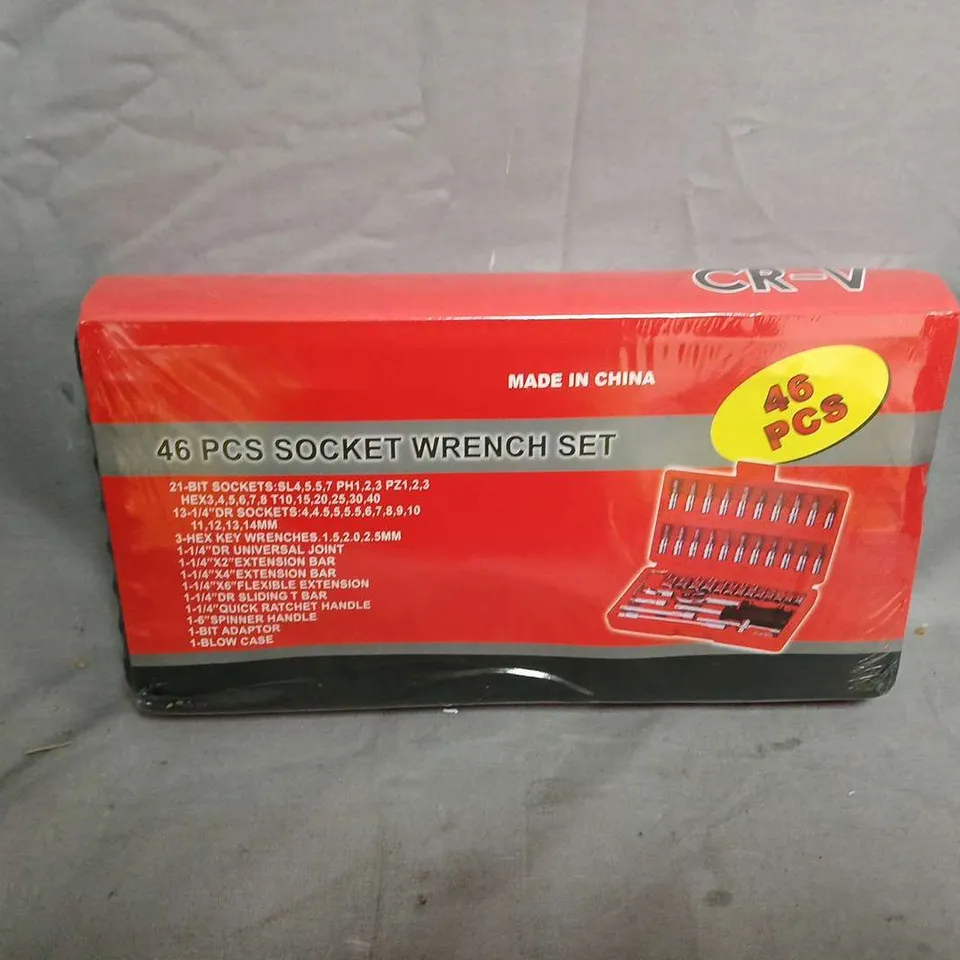 CR-V
MADE IN CHINA
46
PCS
46 PCS SOCKET WRENCH SET
21-BIT SOCKETS:SL4,5.5,7 PH1,2,3 PZ1,2,3
HEX3,4,5,6,7,8 T10,15,20,25,30,40
13-1/4"DR SOCKETS:4,4.5,5,5.5,6,7,8,9,10
11,12,13,14MM
3-HEX KEY WRENCHES.1.5,2.0,2.5MM
1-1/4"DR UNIVERSAL JOINT
1-1/4"X2"EXTENSION BAR
1-1/4"X4"EXTENSION BAR
1-1/4"X6"FLEXIBLE EXTENSION
1-1/4"DR SLIDING T BAR
1-1/4"QUICK RATCHET HANDLE
1-6"SPINNER HANDLE
1-BIT ADAPTOR
1-BLOW CASE